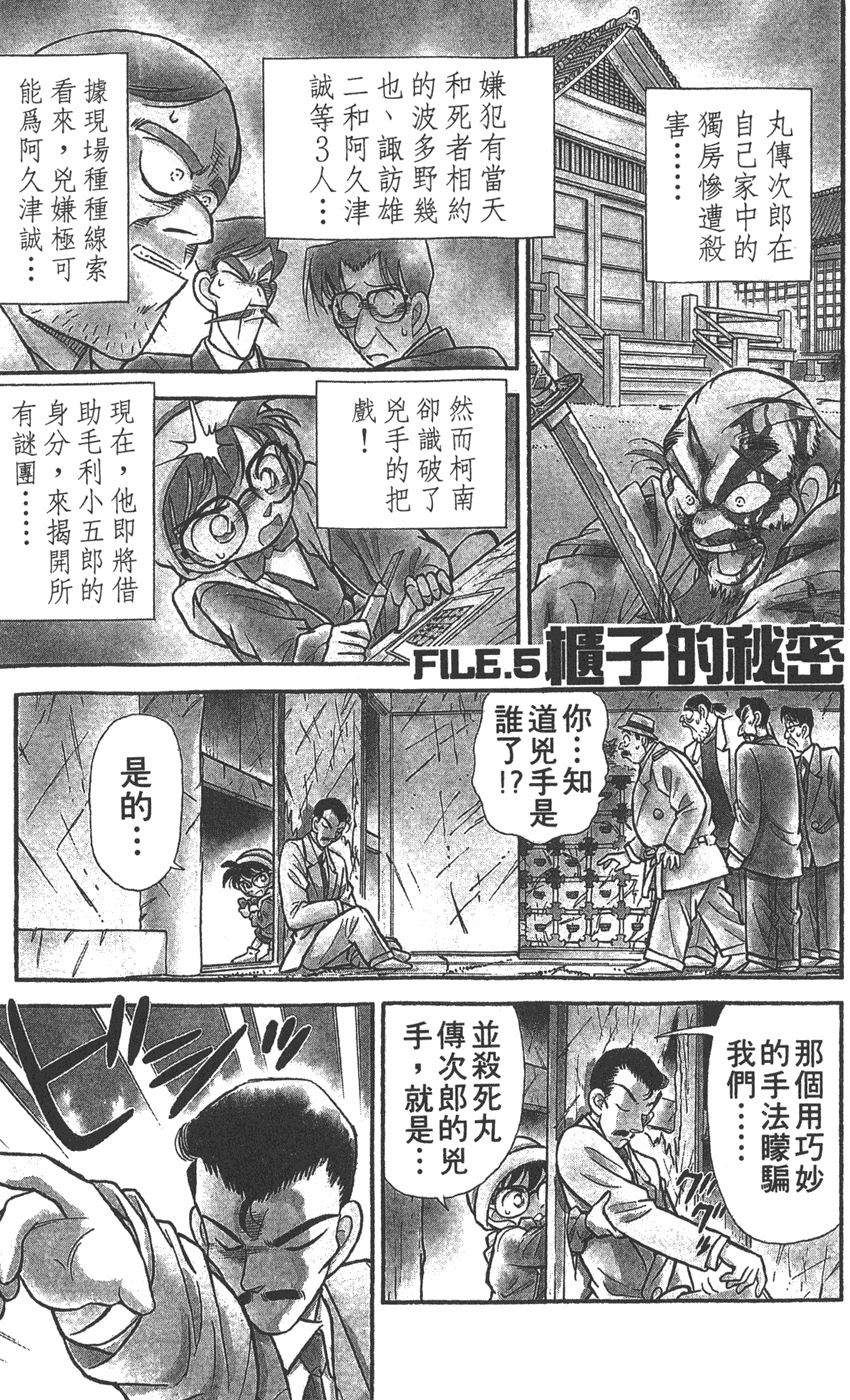 丸傳次郎在
自己家中的
獨房慘遭殺
害……
嫌犯有當天
和死者相約
的波多野幾
也、諏訪雄
二和阿久津
誠等3人…
據現場種種線索
看來，兇嫌極可
能爲阿久津誠…
然而柯南
卻識破了
兇手的把
戲！
現在，他即將借
助毛利小五郎的
身分，來揭開所
有謎團……
FILE.5 櫃子的秘密
你…知
道兇手是
誰了!?
是的…
那個用巧妙
的手法矇騙
我們……
グググ
並殺死丸
傳次郎的兇
手，就是…
ビシッ